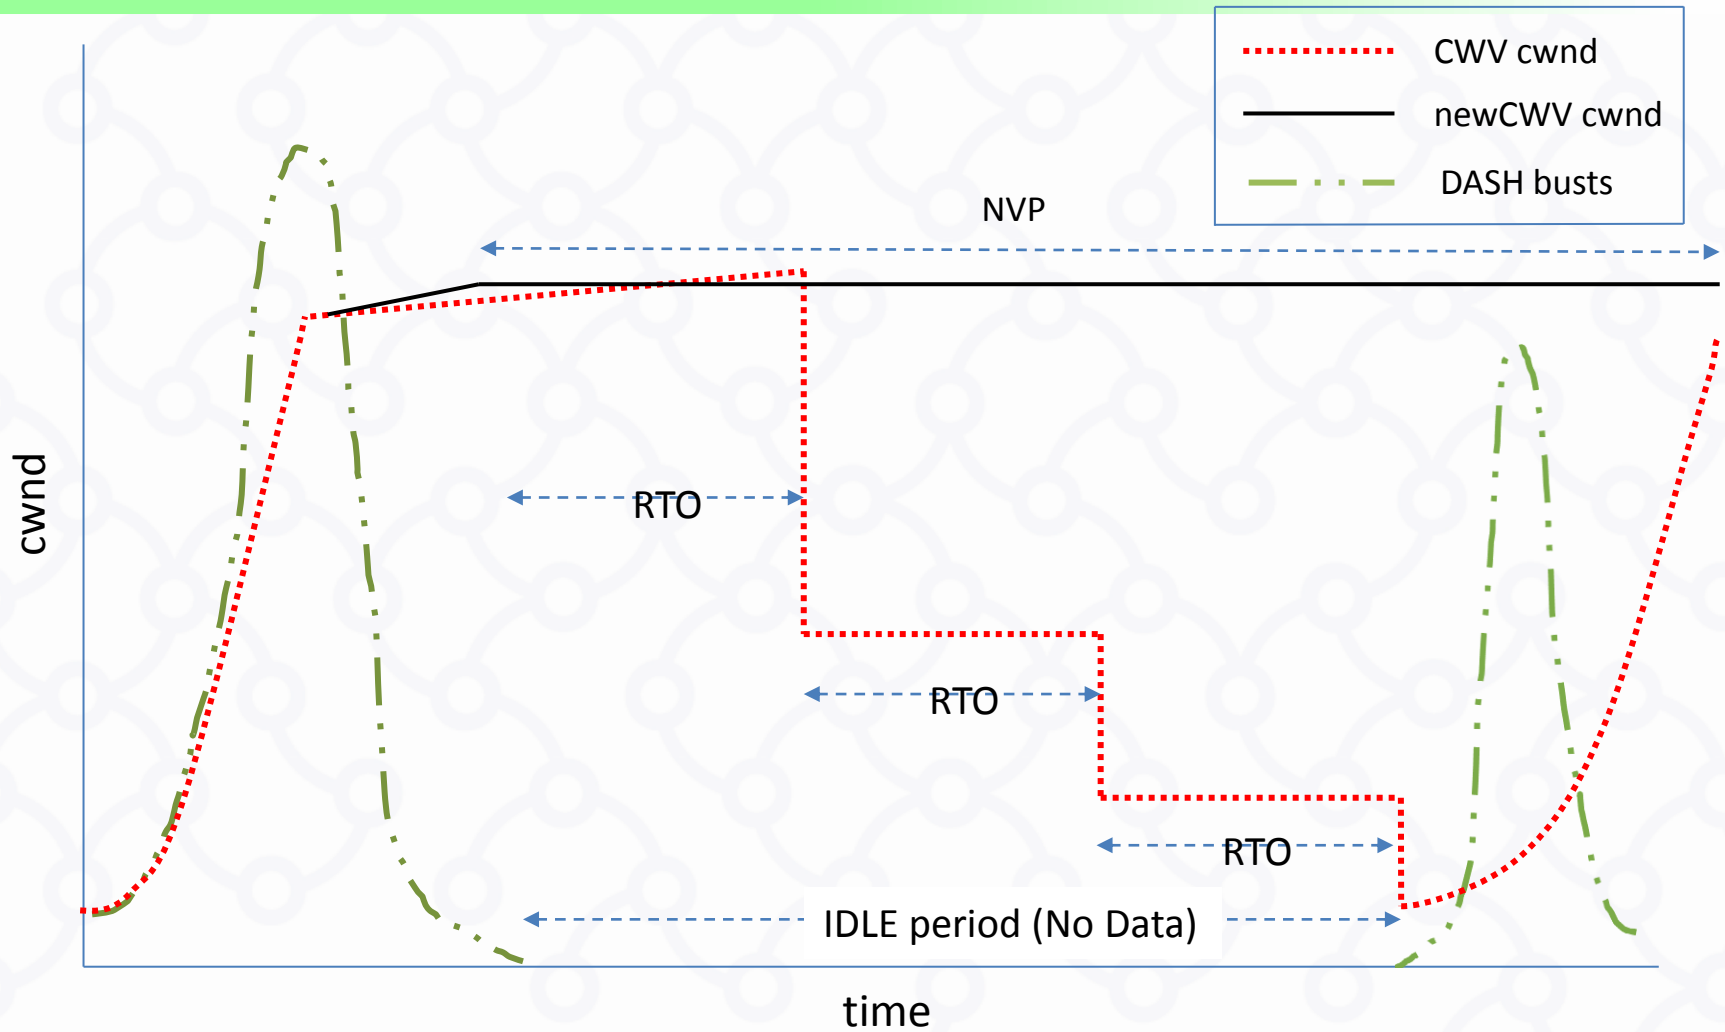 CWV cwnd
newCWV cwnd
DASH busts
NVP
cwnd
RTO
RTO
RTO
IDLE period (No Data)
time